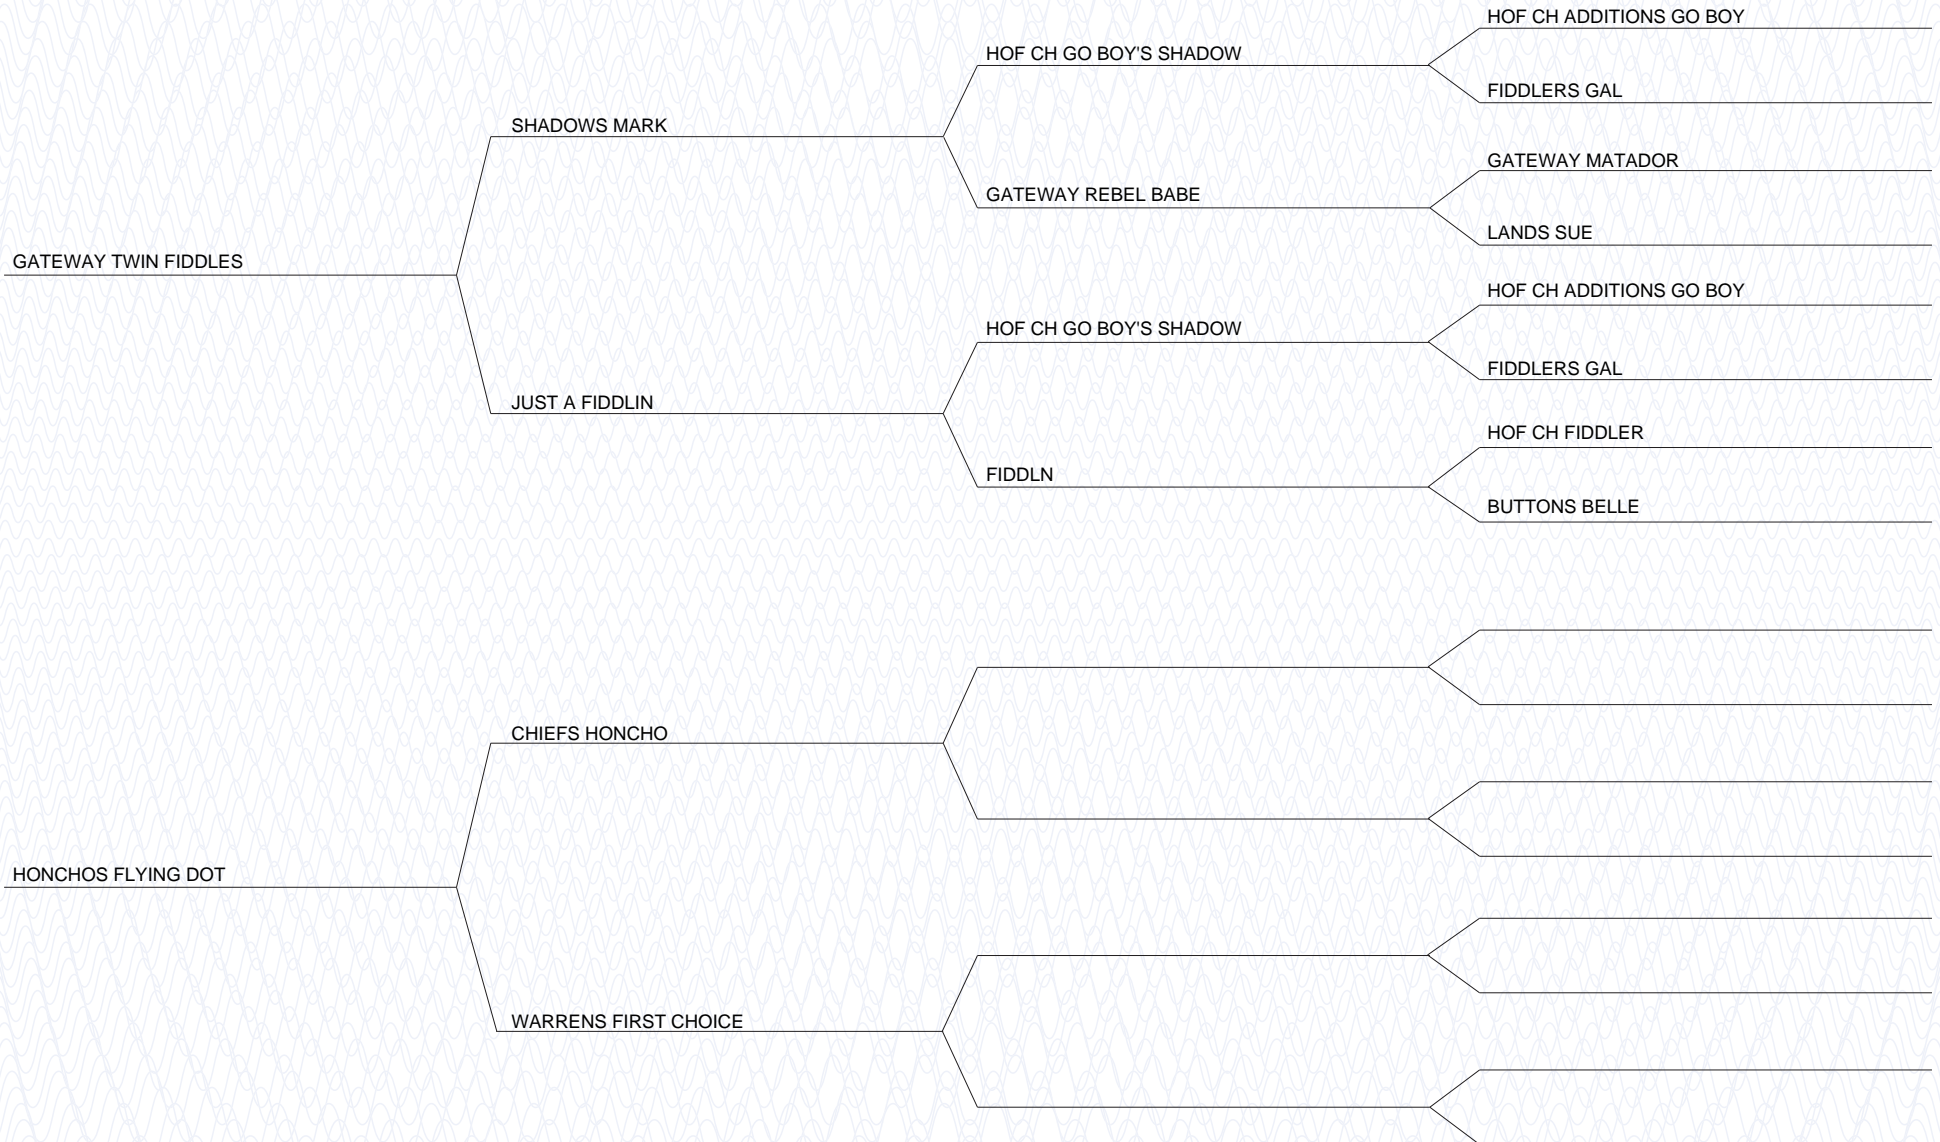 HOF CH ADDITIONS GO BOY
HOF CH GO BOY'S SHADOW
FIDDLERS GAL
SHADOWS MARK
GATEWAY MATADOR
GATEWAY REBEL BABE
LANDS SUE
GATEWAY TWIN FIDDLES
HOF CH ADDITIONS GO BOY
HOF CH GO BOY'S SHADOW
FIDDLERS GAL
JUST A FIDDLIN
HOF CH FIDDLER
FIDDLN
BUTTONS BELLE
CHIEFS HONCHO
HONCHOS FLYING DOT
WARRENS FIRST CHOICE